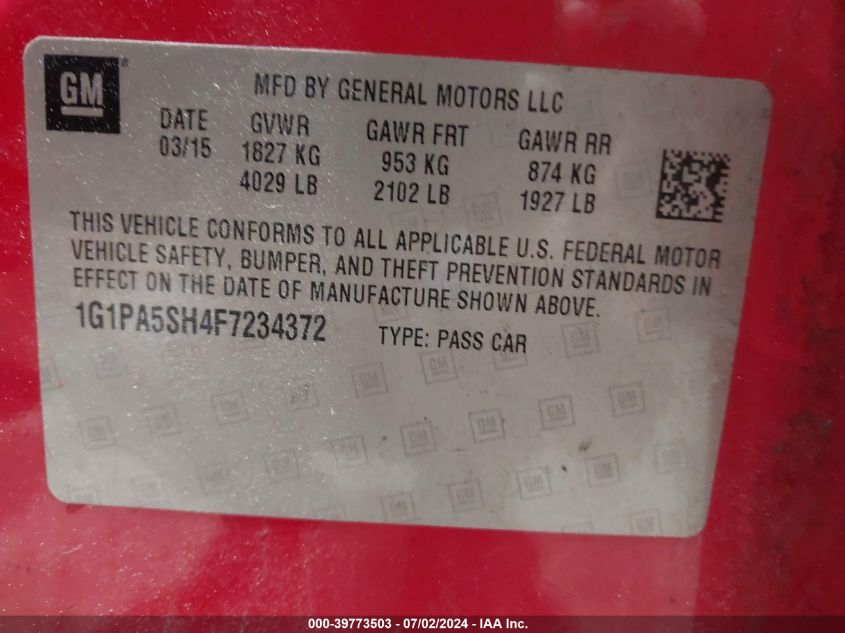 GM
MFD BY GENERAL MOTORS LLC
DATE GVWR GAWR FRT GAWR RR
03/15 1827 KG 953 KG 874 KG
4029 LB 2102 LB 1927 LB
THIS VEHICLE CONFORMS TO ALL APPLICABLE U.S. FEDERAL MOTOR
VEHICLE SAFETY, BUMPER, AND THEFT PREVENTION STANDARDS IN
EFFECT ON THE DATE OF MANUFACTURE SHOWN ABOVE.
1G1PA5SH4F7234372 TYPE: PASS CAR
000-39773503 - 07/02/2024 - IAA Inc.